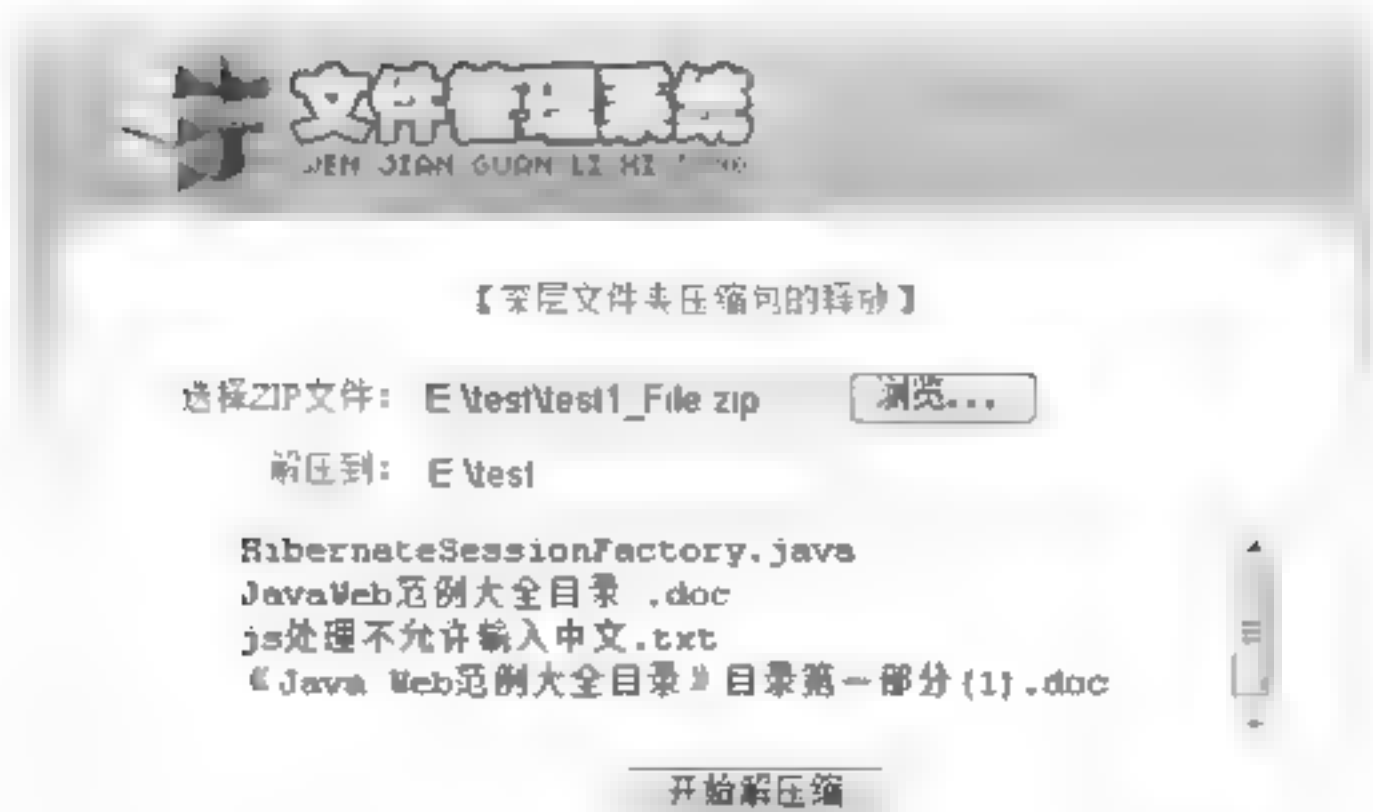 文件管理系统
WEN JIAN GUAN LI XI
【深层文件夹压缩包的释放】
选择ZIP文件： E:\test\test1_File.zip 浏览...
解压到： E:\test
HibernateSessionFactory.java
JavaWeb范例大全目录 .doc
js处理不允许输入中文.txt
《Java Web范例大全目录》目录第一部分(1).doc
开始解压缩